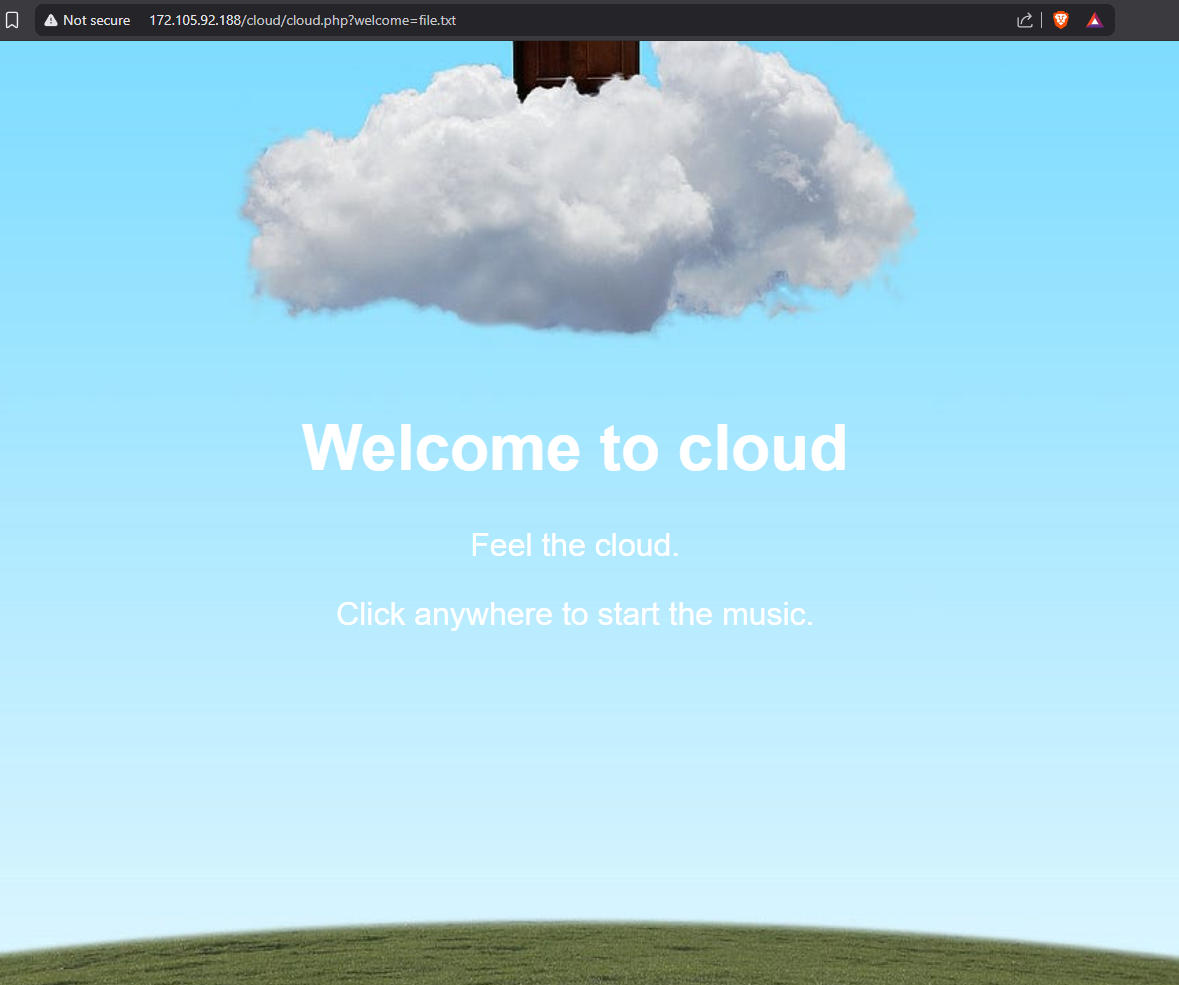 Not secure 172.105.92.188/cloud/cloud.php?welcome=file.txt
Welcome to cloud
Feel the cloud.
Click anywhere to start the music.